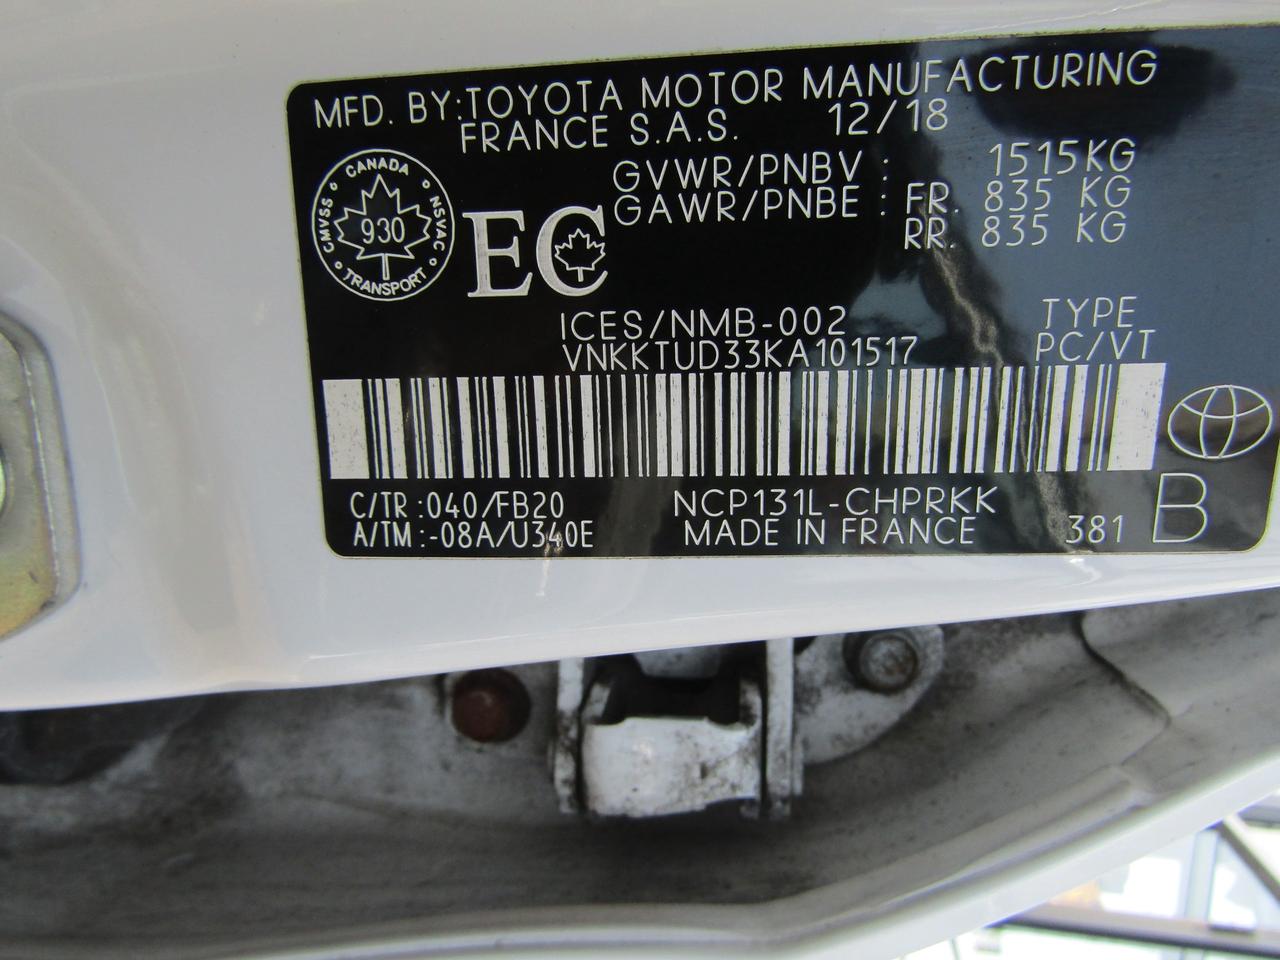 MFD. BY:TOYOTA MOTOR MANUFACTURING
FRANCE S.A.S. 12/18
GVWR/PNBV : 1515KG
GAWR/PNBE : FR. 835 KG
RR. 835 KG
CANADA
CMVSS 930 NSVAC
TRANSPORT
EC
ICES/NMB-002
TYPE
VNKKTUD33KA101517 PC/VT
C/TR :040/FB20 NCP131L-CHPRKK
A/TM :-08A/U340E MADE IN FRANCE 381 B